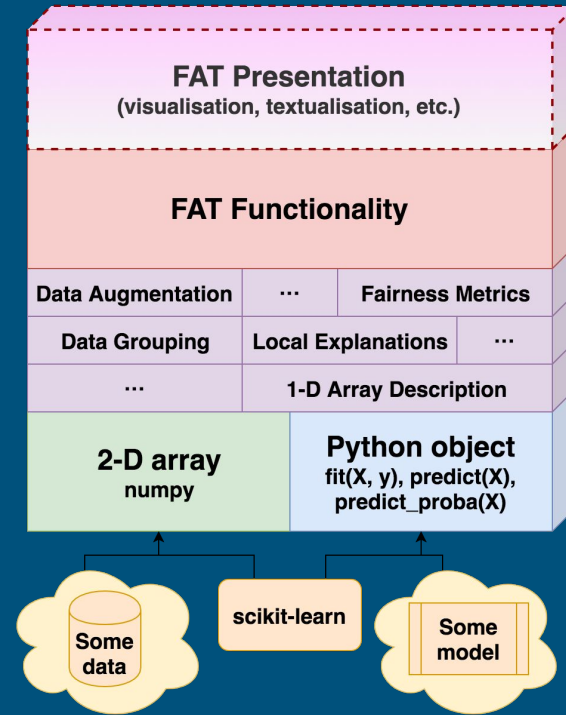 FAT Presentation
(visualisation, textualisation, etc.)
FAT Functionality
Data Augmentation ... Fairness Metrics
Data Grouping Local Explanations ...
... 1-D Array Description
2-D array
numpy
Python object
fit(X, y), predict(X),
predict_proba(X)
Some
data
scikit-learn
Some
model